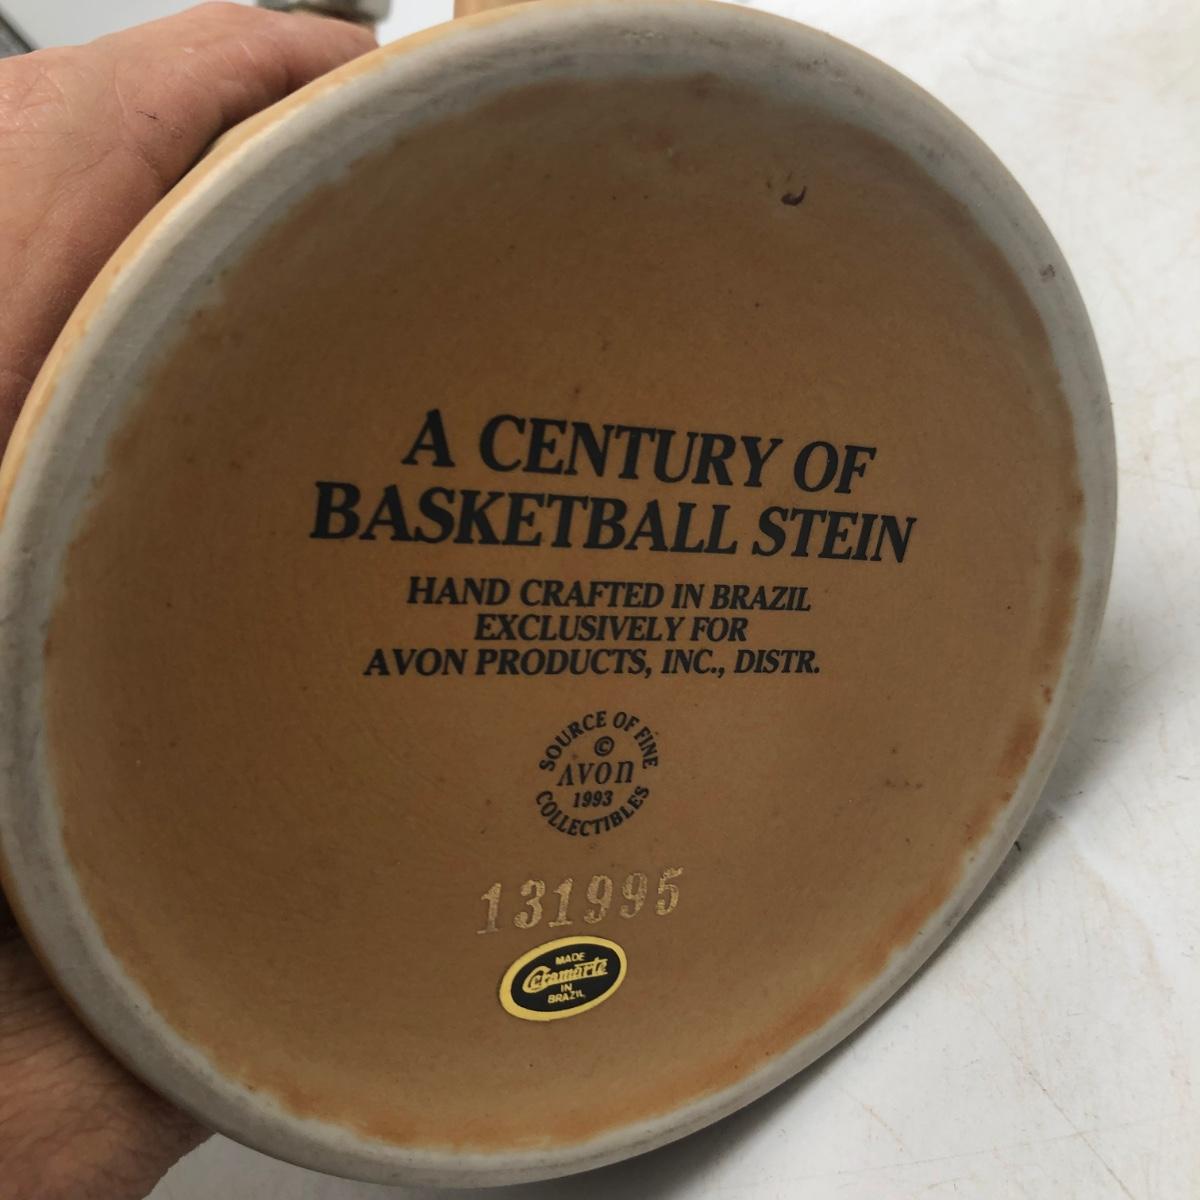 A CENTURY OF
BASKETBALL STEIN
HAND CRAFTED IN BRAZIL
EXCLUSIVELY FOR
AVON PRODUCTS, INC., DISTR.
SOURCE OF FINE
©
AVON
1993
COLLECTIBLES
131995
MADE
Ceramarte
IN
BRAZIL